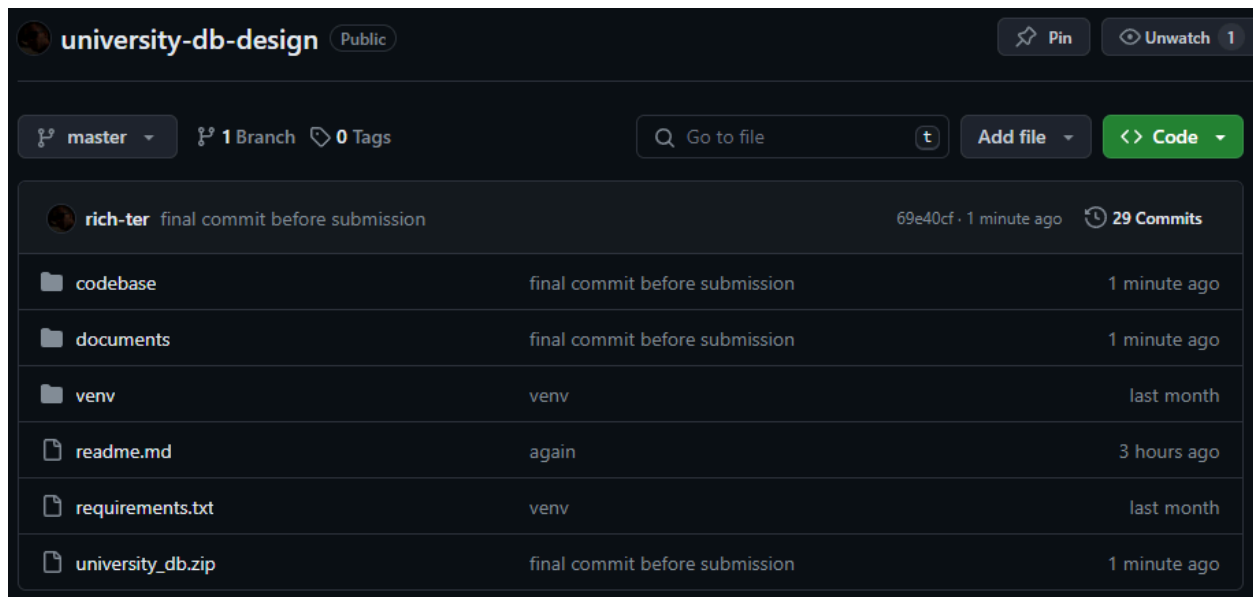 university-db-design Public Pin Unwatch 1
master 1 Branch 0 Tags Go to file t Add file <> Code
rich-ter final commit before submission 69e40cf · 1 minute ago 29 Commits
codebase final commit before submission 1 minute ago
documents final commit before submission 1 minute ago
venv venv last month
readme.md again 3 hours ago
requirements.txt venv last month
university_db.zip final commit before submission 1 minute ago